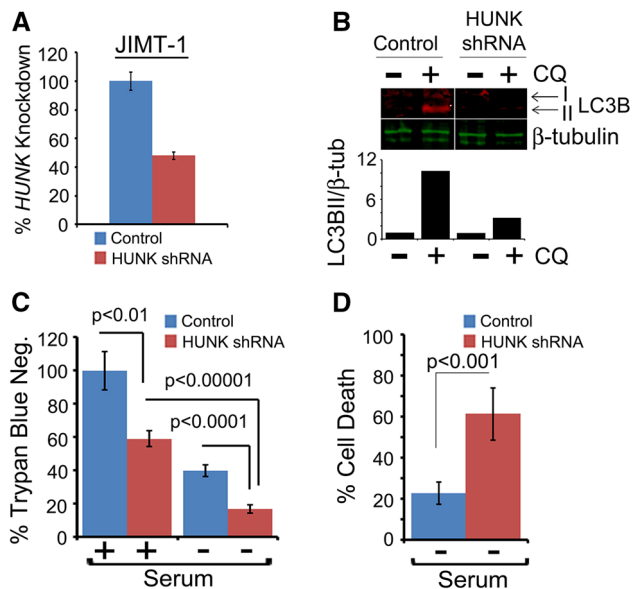 A
JIMT-1
% HUNK Knockdown
120
100
80
60
40
20
0
Control
HUNK shRNA
B
HUNK
Control shRNA
- + - + CQ
I
II LC3B
β-tubulin
LC3BII/β-tub
12
6
0
- + - + CQ
C
Control
HUNK shRNA
% Trypan Blue Neg.
120
100
80
60
40
20
0
p<0.01
p<0.00001
p<0.0001
+ + - -
Serum
D
Control
HUNK shRNA
% Cell Death
100
80
60
40
20
0
p<0.001
- -
Serum